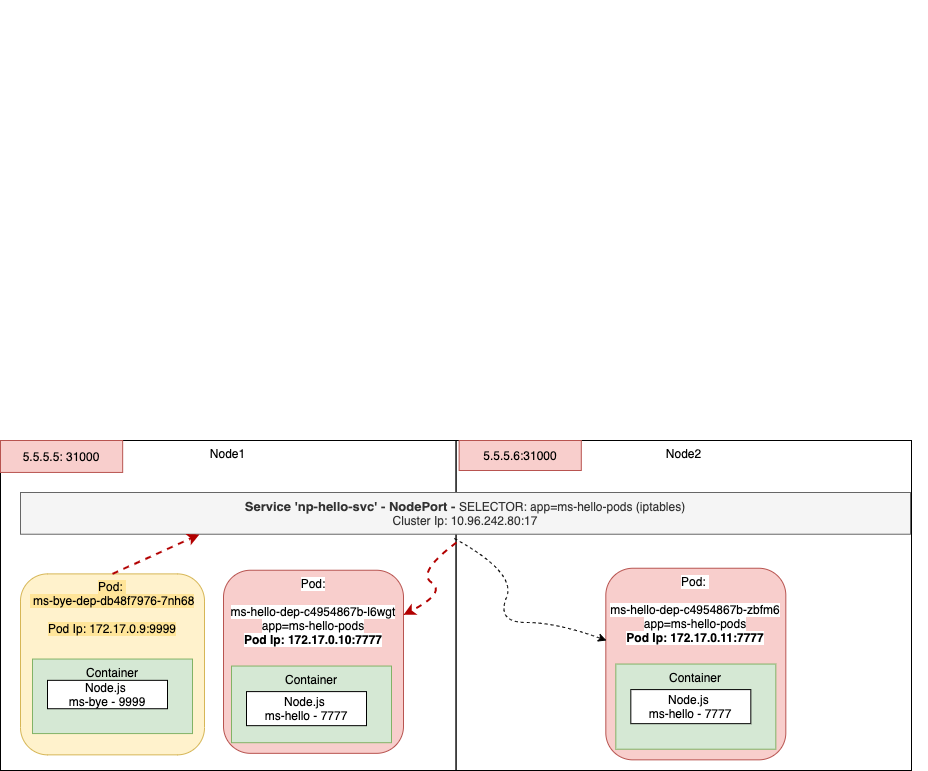 5.5.5.5: 31000
Node1
5.5.5.6:31000
Node2
Service 'np-hello-svc' - NodePort - SELECTOR: app=ms-hello-pods (iptables)
Cluster Ip: 10.96.242.80:17
Pod:
ms-bye-dep-db48f7976-7nh68
Pod Ip: 172.17.0.9:9999
Container
Node.js
ms-bye - 9999
Pod:
ms-hello-dep-c4954867b-l6wgt
app=ms-hello-pods
Pod Ip: 172.17.0.10:7777
Container
Node.js
ms-hello - 7777
Pod:
ms-hello-dep-c4954867b-zbfm6
app=ms-hello-pods
Pod Ip: 172.17.0.11:7777
Container
Node.js
ms-hello - 7777